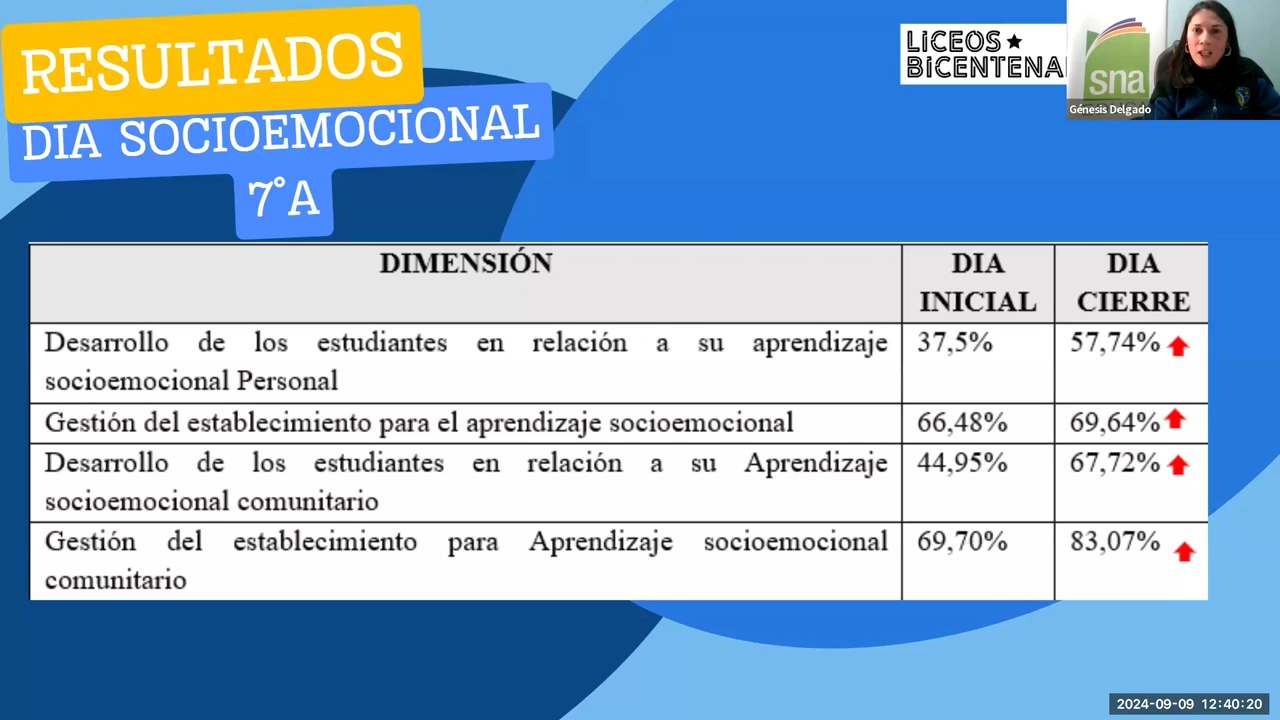 RESULTADOS
DIA SOCIOEMOCIONAL
7°A
LiCEOS
BiCENTENA
sna
Génesis Delgado
DIMENSIÓN
DIA
INICIAL
DIA
CIERRE
Desarrollo de los estudiantes en relación a su aprendizaje
socioemocional Personal
37,5%
57,74%
Gestión del establecimiento para el aprendizaje socioemocional
66,48%
69,64%
Desarrollo de los estudiantes en relación a su Aprendizaje
socioemocional comunitario
44,95%
67,72%
Gestión del establecimiento para Aprendizaje socioemocional
comunitario
69,70%
83,07%
2024-09-09 12:40:20